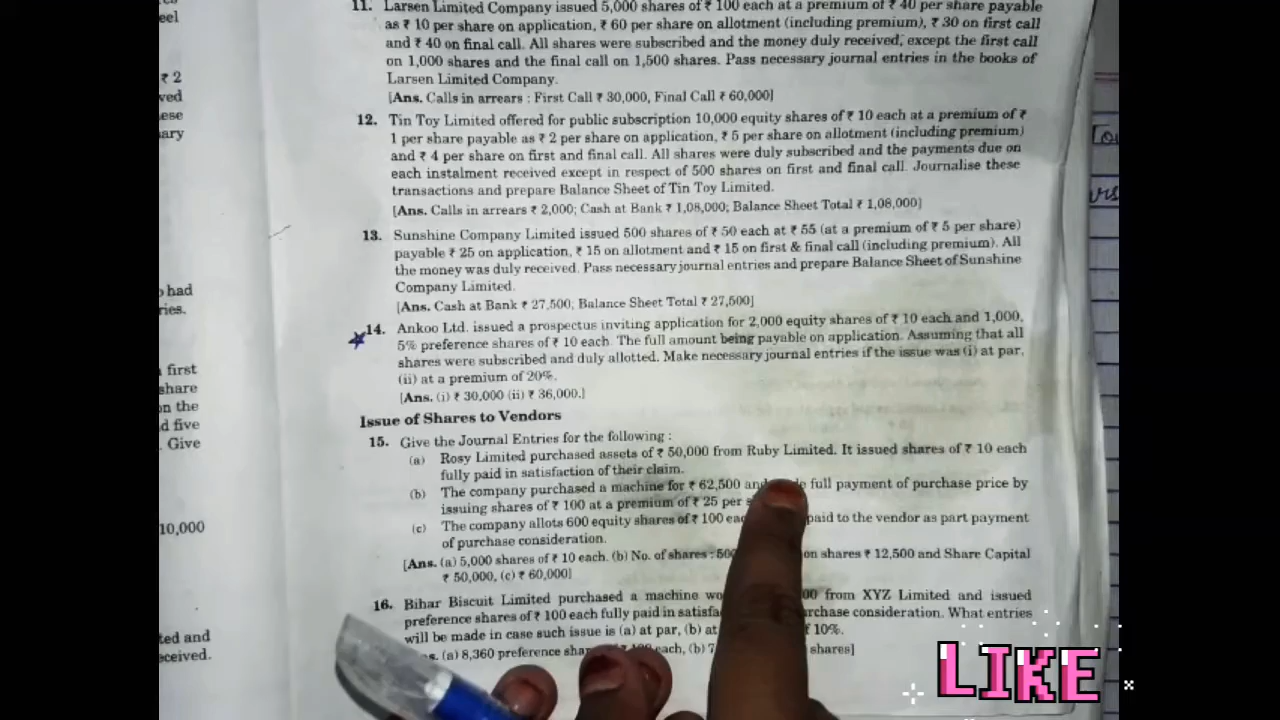 eel
₹ 2
ved
ese
ary
had
ries.
first
share
on the
d five
Give
10,000
ted and
eceived.
11. Larsen Limited Company issued 5,000 shares of ₹ 100 each at a premium of ₹ 40 per share payable
as ₹ 10 per share on application, ₹ 60 per share on allotment (including premium), ₹ 30 on first call
and ₹ 40 on final call. All shares were subscribed and the money duly received, except the first call
on 1,000 shares and the final call on 1,500 shares. Pass necessary journal entries in the books of
Larsen Limited Company.
[Ans. Calls in arrears : First Call ₹ 30,000, Final Call ₹ 60,000]
12. Tin Toy Limited offered for public subscription 10,000 equity shares of ₹ 10 each at a premium of ₹
1 per share payable as ₹ 2 per share on application, ₹ 5 per share on allotment (including premium)
and ₹ 4 per share on first and final call. All shares were duly subscribed and the payments due on
each instalment received except in respect of 500 shares on first and final call. Journalise these
transactions and prepare Balance Sheet of Tin Toy Limited.
[Ans. Calls in arrears ₹ 2,000; Cash at Bank ₹ 1,08,000; Balance Sheet Total ₹ 1,08,000]
13. Sunshine Company Limited issued 500 shares of ₹ 50 each at ₹ 55 (at a premium of ₹ 5 per share)
payable ₹ 25 on application, ₹ 15 on allotment and ₹ 15 on first & final call (including premium). All
the money was duly received. Pass necessary journal entries and prepare Balance Sheet of Sunshine
Company Limited.
[Ans. Cash at Bank ₹ 27,500; Balance Sheet Total ₹ 27,500]
14. Ankoo Ltd. issued a prospectus inviting application for 2,000 equity shares of ₹ 10 each and 1,000,
5% preference shares of ₹ 10 each. The full amount being payable on application. Assuming that all
shares were subscribed and duly allotted. Make necessary journal entries if the issue was (i) at par,
(ii) at a premium of 20%.
[Ans. (i) ₹ 30,000 (ii) ₹ 36,000.]
Issue of Shares to Vendors
15. Give the Journal Entries for the following :
(a) Rosy Limited purchased assets of ₹ 50,000 from Ruby Limited. It issued shares of ₹ 10 each
fully paid in satisfaction of their claim.
(b) The company purchased a machine for ₹ 62,500 and full payment of purchase price by
issuing shares of ₹ 100 at a premium of ₹ 25 per
(c) The company allots 600 equity shares of ₹ 100 paid to the vendor as part payment
of purchase consideration.
[Ans. (a) 5,000 shares of ₹ 10 each. (b) No. of shares : on shares ₹ 12,500 and Share Capital
₹ 50,000, (c) ₹ 60,000]
16. Bihar Biscuit Limited purchased a machine from XYZ Limited and issued
preference shares of ₹ 100 each fully paid in consideration. What entries
will be made in case such issue is (a) at par, (b) at 10%.
(a) 8,360 preference each, (b) shares]
LIKE